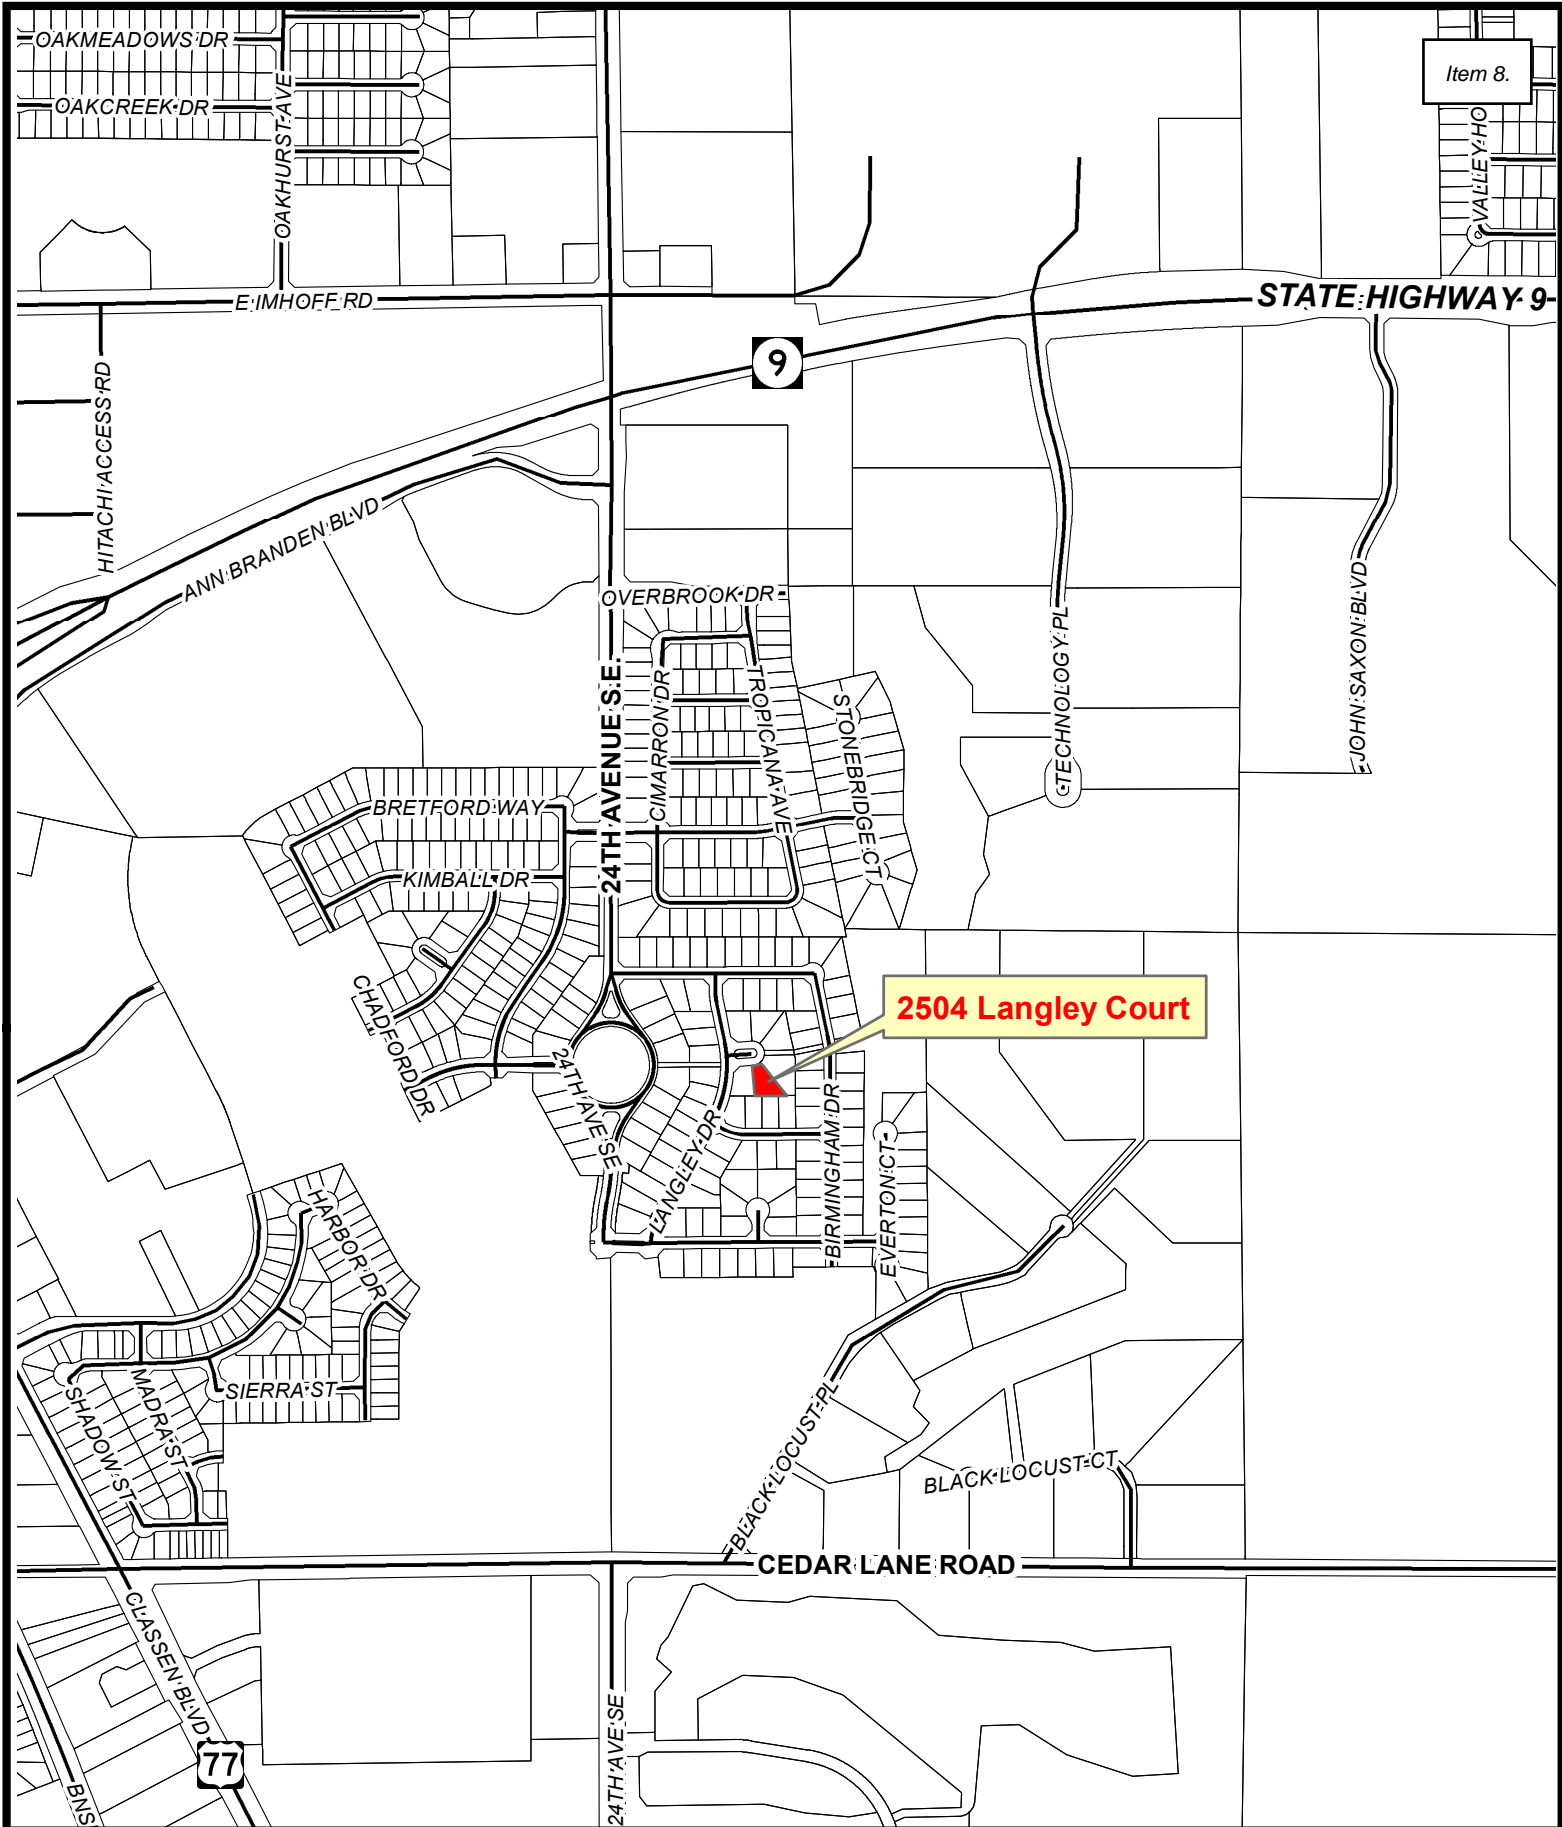 OAKMEADOWS DR
Item 8.
OAKCREEK DR
OAKHURST AVE
VALLEY HO
E IMHOFF RD
STATE HIGHWAY 9
9
HITACHI ACCESS RD
ANN BRANDEN BLVD
OVERBROOK DR
24TH AVENUE S.E.
CIMARRON DR
TROPICANA AVE
STONEBRIDGE CT
TECHNOLOGY PL
JOHN SAXON BLVD
BRETFORD WAY
KIMBALL DR
CHADFORD DR
2504 Langley Court
24TH AVE SE
LANGLEY DR
BIRMINGHAM DR
EVERTON CT
HARBOR DR
SIERRA ST
MADRA ST
SHADOW ST
BLACK LOCUST PL
BLACK LOCUST CT
CEDAR LANE ROAD
CLASSEN BLVD
77
24TH AVE SE
BNS